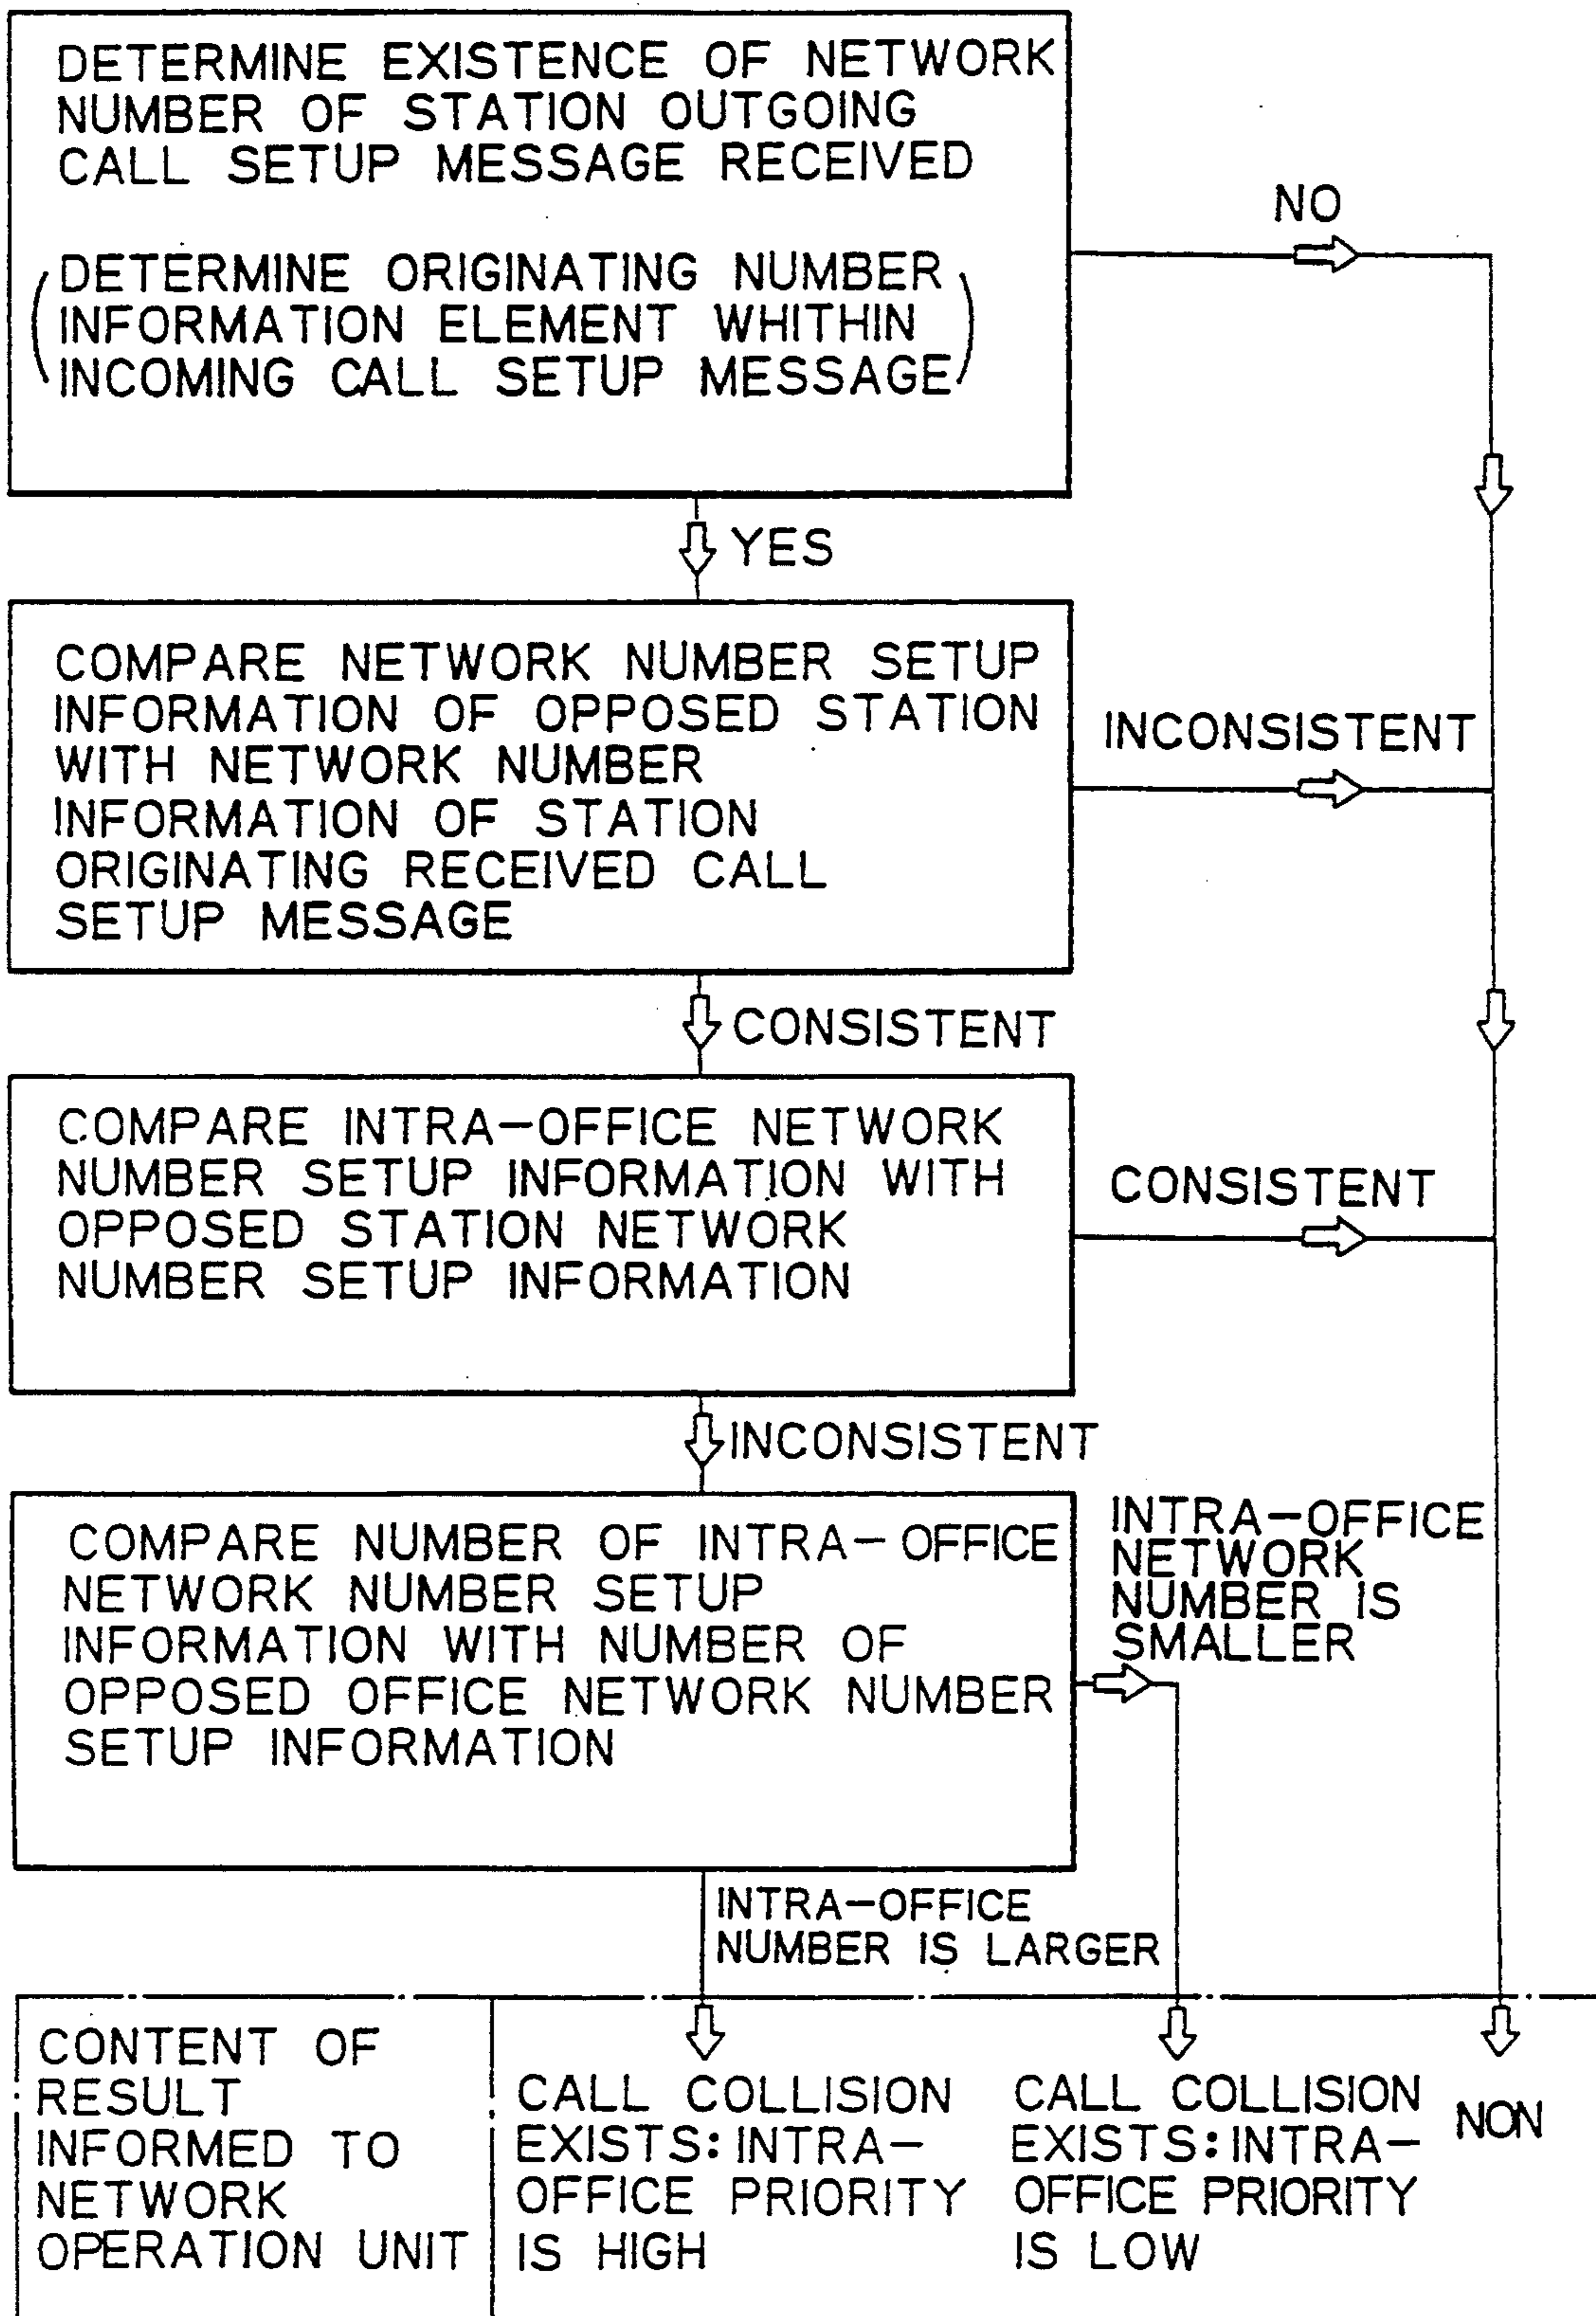 DETERMINE EXISTENCE OF NETWORK
NUMBER OF STATION OUTGOING
CALL SETUP MESSAGE RECEIVED
NO
(DETERMINE ORIGINATING NUMBER
INFORMATION ELEMENT WHITHIN
INCOMING CALL SETUP MESSAGE)
YES
COMPARE NETWORK NUMBER SETUP
INFORMATION OF OPPOSED STATION
WITH NETWORK NUMBER
INFORMATION OF STATION
ORIGINATING RECEIVED CALL
SETUP MESSAGE
INCONSISTENT
CONSISTENT
COMPARE INTRA-OFFICE NETWORK
NUMBER SETUP INFORMATION WITH
OPPOSED STATION NETWORK
NUMBER SETUP INFORMATION
CONSISTENT
INCONSISTENT
COMPARE NUMBER OF INTRA-OFFICE
NETWORK NUMBER SETUP
INFORMATION WITH NUMBER OF
OPPOSED OFFICE NETWORK NUMBER
SETUP INFORMATION
INTRA-OFFICE
NETWORK
NUMBER IS
SMALLER
INTRA-OFFICE
NUMBER IS LARGER
CONTENT OF
RESULT
INFORMED TO
NETWORK
OPERATION UNIT
CALL COLLISION
EXISTS: INTRA-
OFFICE PRIORITY
IS HIGH
CALL COLLISION
EXISTS: INTRA-
OFFICE PRIORITY
IS LOW
NON